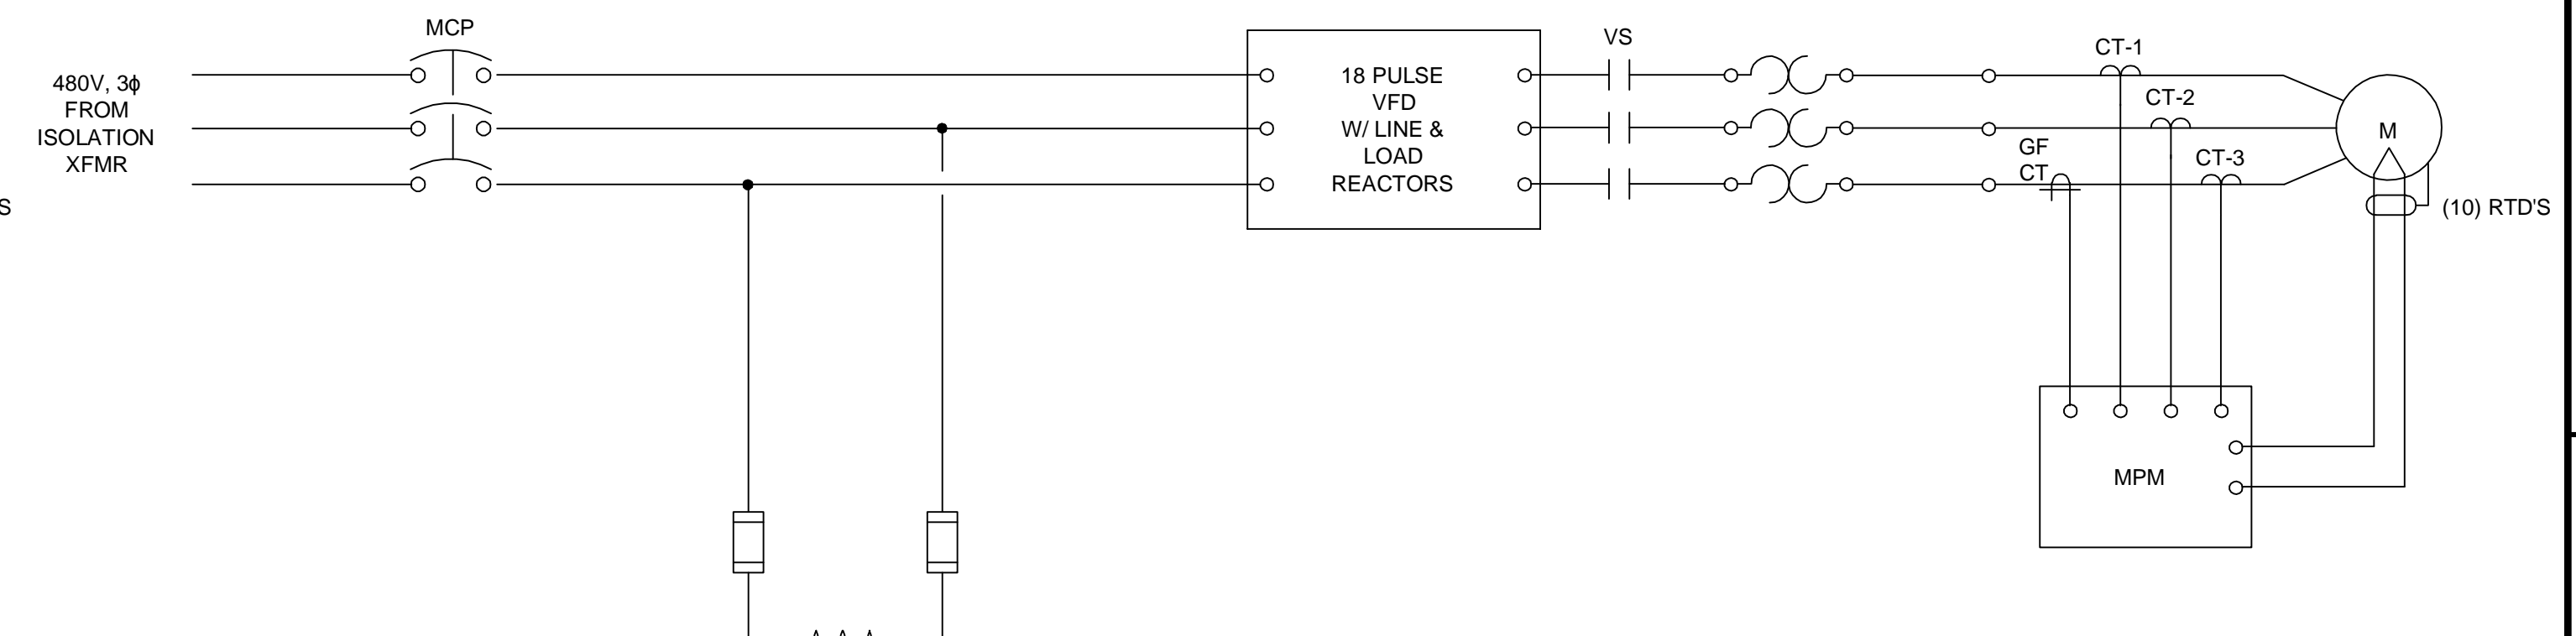 MCP
480V, 3ϕ
FROM
ISOLATION
XFMR
S
18 PULSE
VFD
W/ LINE &
LOAD
REACTORS
VS
CT-1
CT-2
GF
CT
CT-3
M
(10) RTD'S
MPM